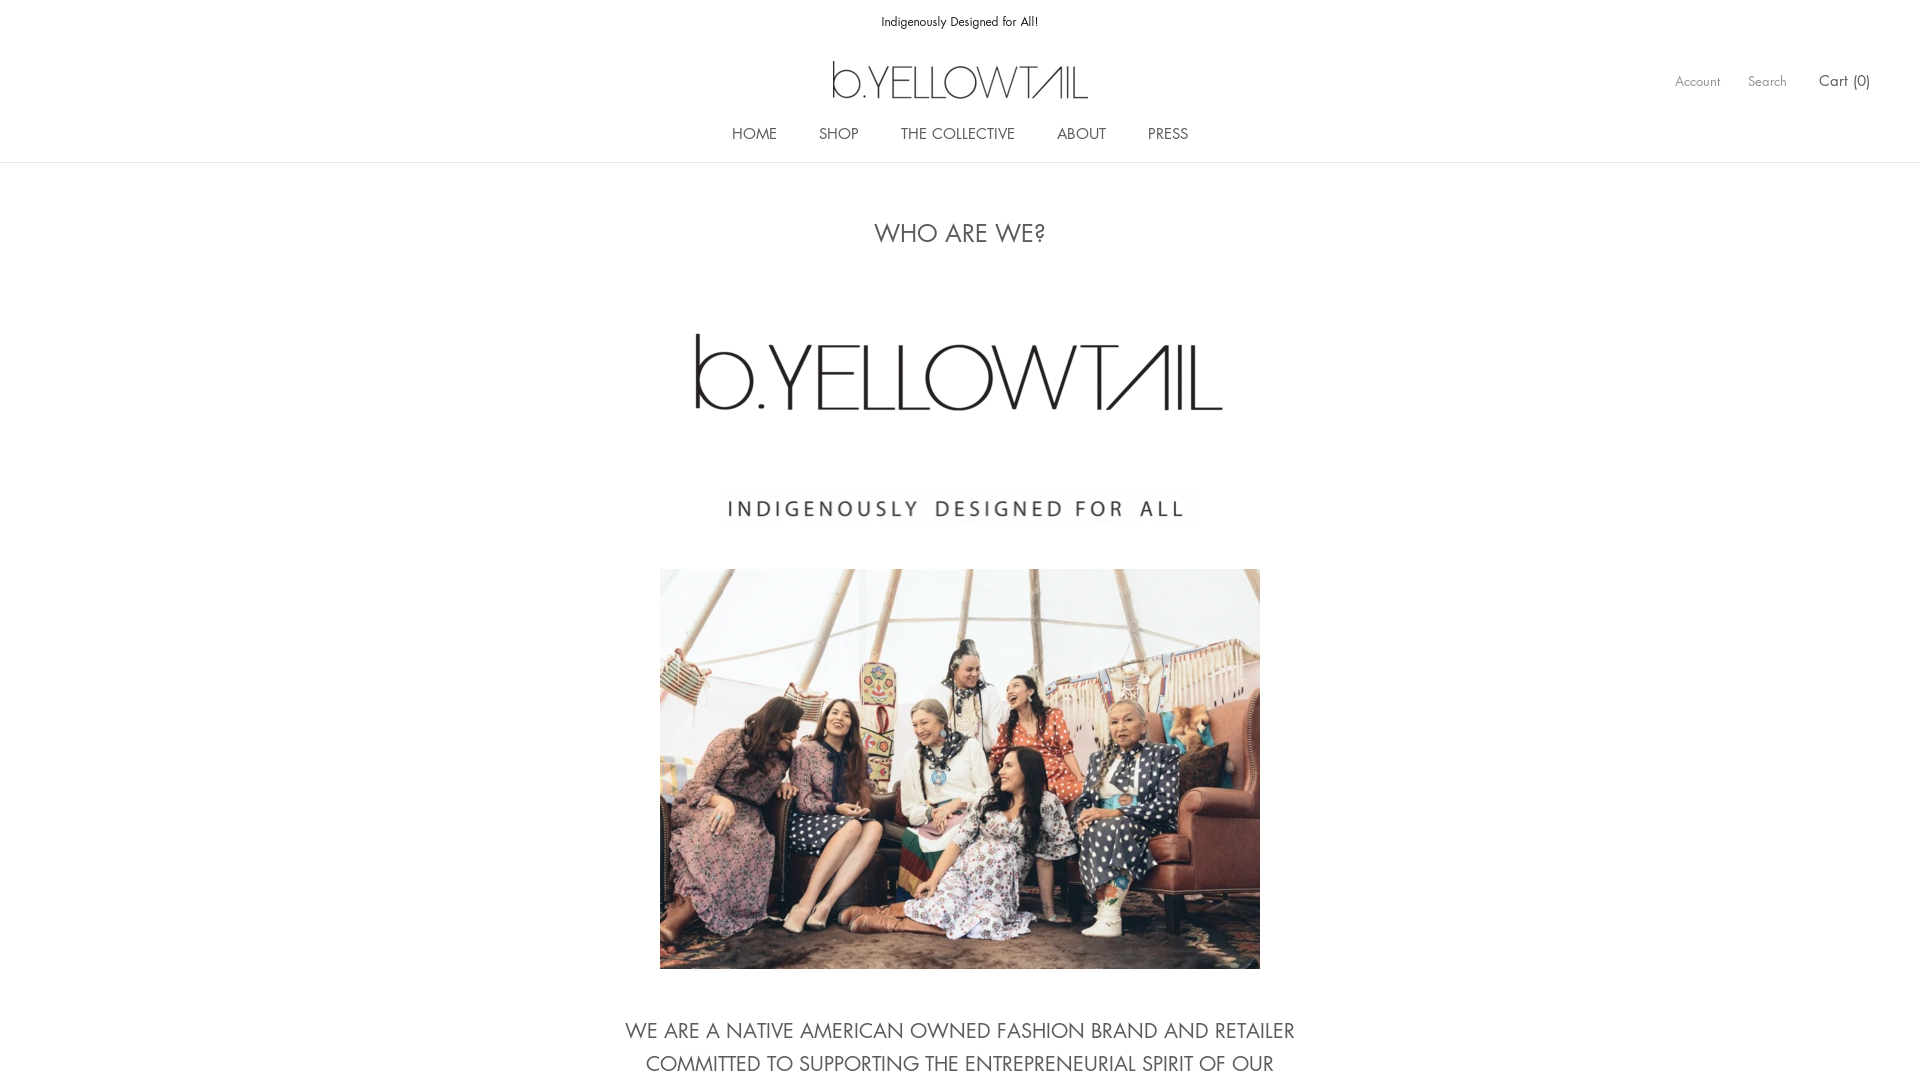 Indigenously Designed for All!
b.YELLOWTAIL
Account Search Cart (0)
HOME SHOP THE COLLECTIVE ABOUT PRESS
WHO ARE WE?
b.YELLOWTAIL
INDIGENOUSLY DESIGNED FOR ALL
WE ARE A NATIVE AMERICAN OWNED FASHION BRAND AND RETAILER
COMMITTED TO SUPPORTING THE ENTREPRENEURIAL SPIRIT OF OUR